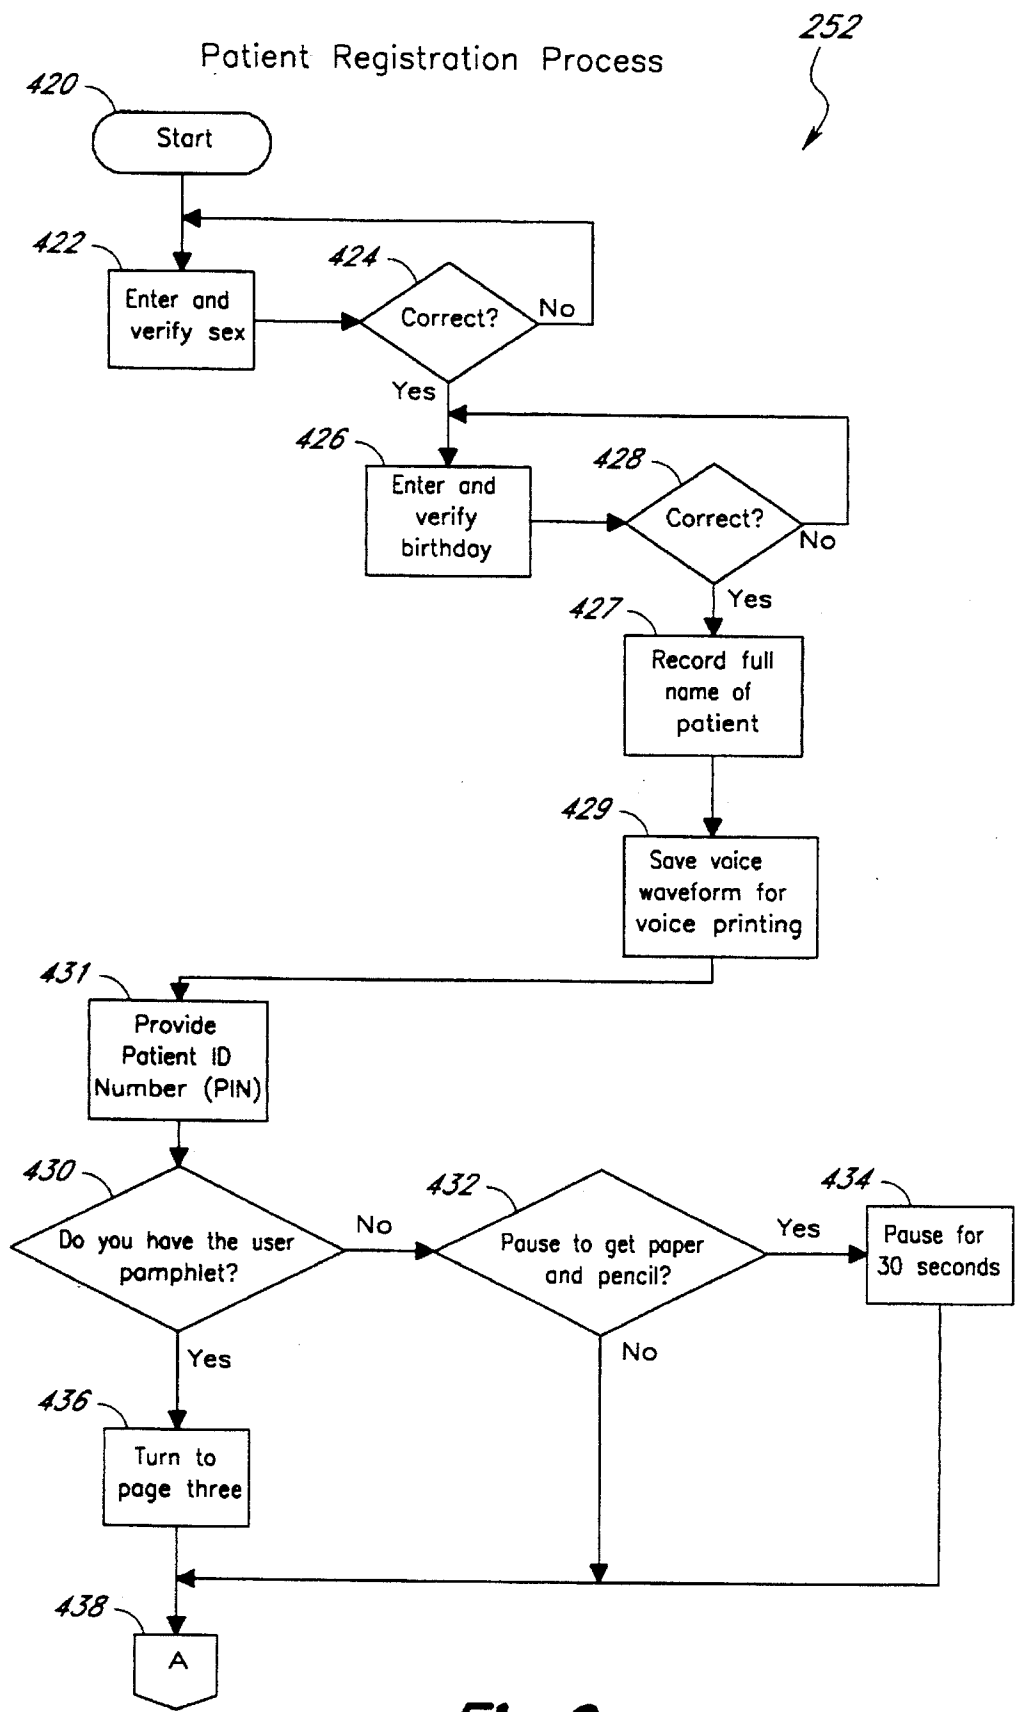 Patient Registration Process
252
420
Start
422
Enter and
verify sex
424
Correct?
No
Yes
426
Enter and
verify
birthday
428
Correct?
No
Yes
427
Record full
name of
patient
429
Save voice
waveform for
voice printing
431
Provide
Patient ID
Number (PIN)
430
Do you have the user
pamphlet?
No
Yes
432
Pause to get paper
and pencil?
Yes
No
434
Pause for
30 seconds
436
Turn to
page three
438
A